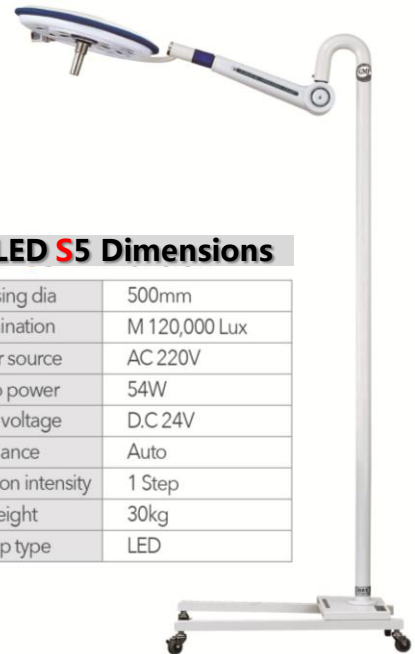 LED S5 Dimensions
sing dia 500mm
ination M 120,000 Lux
r source AC 220V
power 54W
voltage D.C 24V
ance Auto
on intensity 1 Step
eight 30kg
p type LED